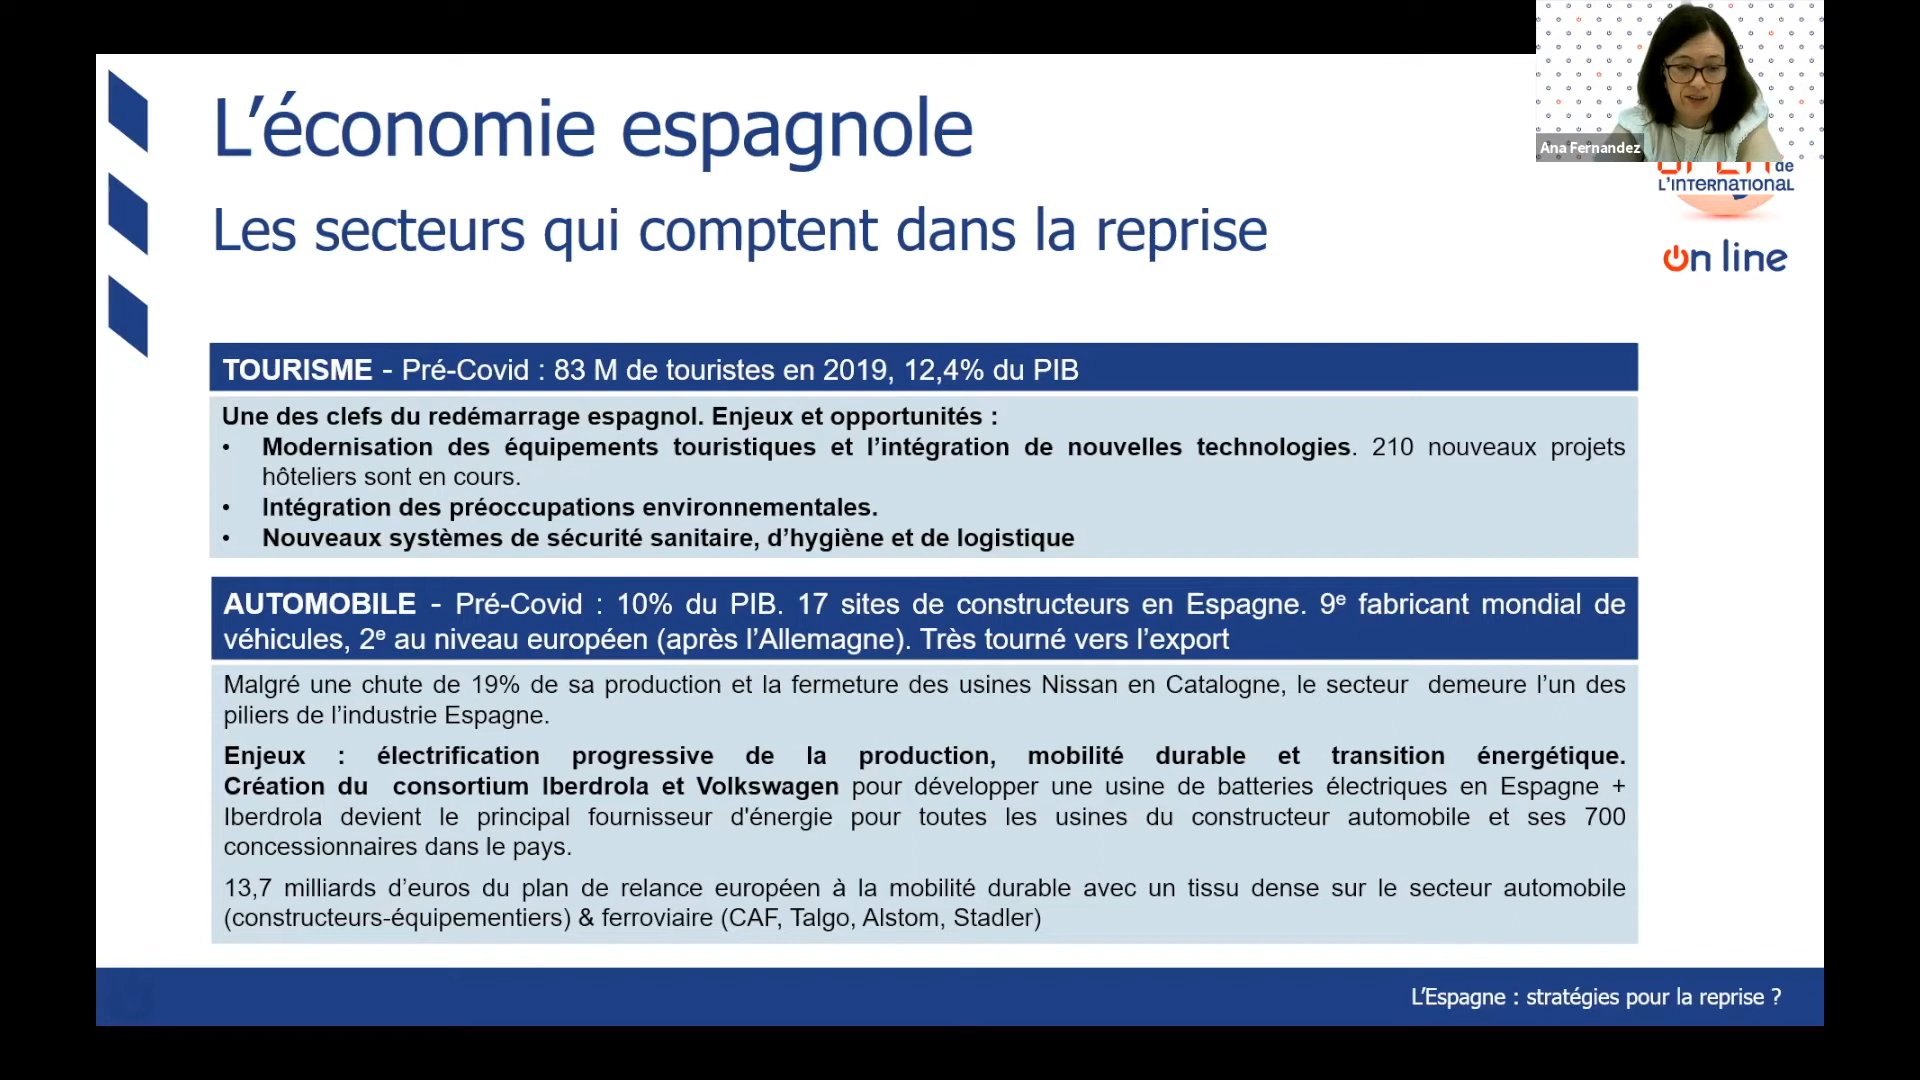 L’économie espagnole
Les secteurs qui comptent dans la reprise
Ana Fernandez
de
L'INTERNATIONAL
on line
TOURISME - Pré-Covid : 83 M de touristes en 2019, 12,4% du PIB
Une des clefs du redémarrage espagnol. Enjeux et opportunités :
• Modernisation des équipements touristiques et l’intégration de nouvelles technologies. 210 nouveaux projets
hôteliers sont en cours.
• Intégration des préoccupations environnementales.
• Nouveaux systèmes de sécurité sanitaire, d’hygiène et de logistique
AUTOMOBILE - Pré-Covid : 10% du PIB. 17 sites de constructeurs en Espagne. 9e fabricant mondial de
véhicules, 2e au niveau européen (après l’Allemagne). Très tourné vers l’export
Malgré une chute de 19% de sa production et la fermeture des usines Nissan en Catalogne, le secteur demeure l’un des
piliers de l’industrie Espagne.
Enjeux : électrification progressive de la production, mobilité durable et transition énergétique.
Création du consortium Iberdrola et Volkswagen pour développer une usine de batteries électriques en Espagne +
Iberdrola devient le principal fournisseur d'énergie pour toutes les usines du constructeur automobile et ses 700
concessionnaires dans le pays.
13,7 milliards d’euros du plan de relance européen à la mobilité durable avec un tissu dense sur le secteur automobile
(constructeurs-équipementiers) & ferroviaire (CAF, Talgo, Alstom, Stadler)
L’Espagne : stratégies pour la reprise ?